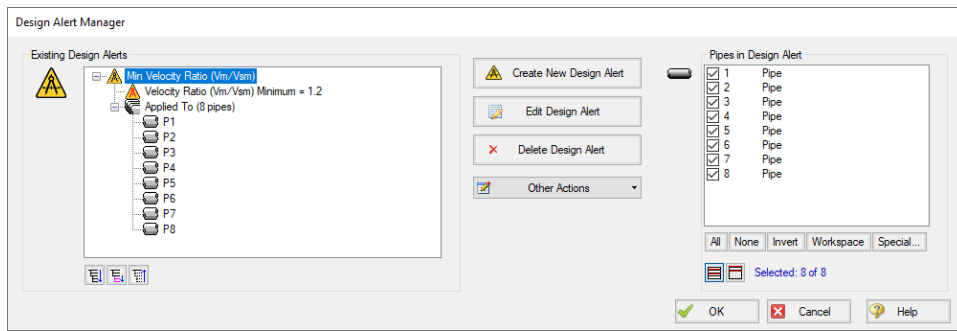 Design Alert Manager
Existing Design Alerts
Min Velocity Ratio (Vm/Vsm)
Velocity Ratio (Vm/Vsm) Minimum = 1.2
Applied To (8 pipes)
P1
P2
P3
P4
P5
P6
P7
P8
Create New Design Alert
Edit Design Alert
Delete Design Alert
Other Actions
Pipes in Design Alert
1 Pipe
2 Pipe
3 Pipe
4 Pipe
5 Pipe
6 Pipe
7 Pipe
8 Pipe
All None Invert Workspace Special...
Selected: 8 of 8
OK Cancel Help